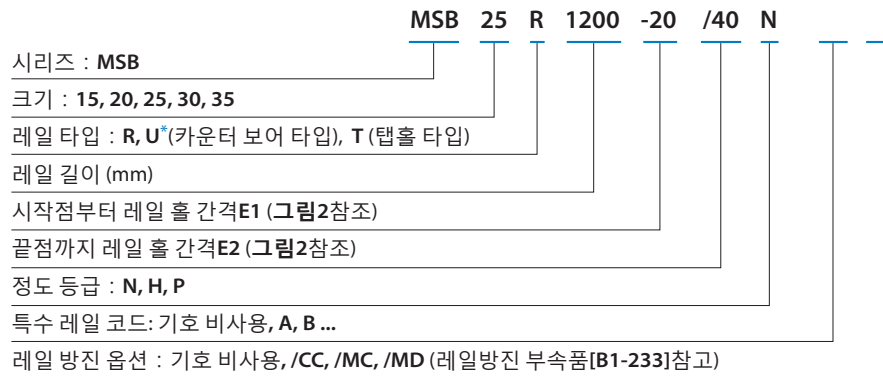 MSB 25 R 1200 -20 /40 N
시리즈 : MSB
크기 : 15, 20, 25, 30, 35
레일 타입 : R, U*(카운터 보어 타입), T (탭홀 타입)
레일 길이 (mm)
시작점부터 레일 홀 간격E1 (그림2참조)
끝점까지 레일 홀 간격E2 (그림2참조)
정도 등급 : N, H, P
특수 레일 코드: 기호 비사용, A, B ...
레일 방진 옵션 : 기호 비사용, /CC, /MC, /MD (레일방진 부속품[B1-233]참고)